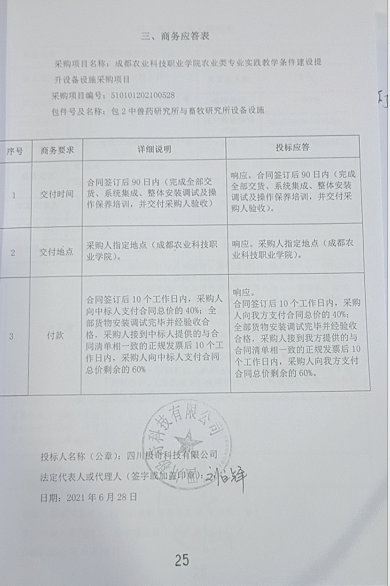 三、商务应答表
采购项目名称：成都农业科技职业学院农业类专业实践教学条件建设提
升设备设施采购项目
采购项目编号：510101202100528
包件号及名称：包 2 中兽药研究所与畜牧研究所设备设施
序号 商务要求 详细说明 投标应答
1 交付时间
合同签订后 90 日内（完成全部交
货、系统集成、整体安装调试及操
作保养培训，并交付采购人验收）
响应，合同签订后 90 日内（完成
全部交货、系统集成、整体安装
调试及操作保养培训，并交付采
购人验收）。
2 交付地点
采购人指定地点（成都农业科技职
业学院）。
响应，采购人指定地点（成都农
业科技职业学院）。
3 付款
合同签订后 10 个工作日内，采购人
向中标人支付合同总价的 40%；全
部货物安装调试完毕并经验收合
格，采购人接到中标人提供的与合
同清单相一致的正规发票后 10 个工
作日内，采购人向中标人支付合同
总价剩余的 60%
响应。
合同签订后 10 个工作日内，采购
人向我方支付合同总价的 40%；
全部货物安装调试完毕并经验收
合格，采购人接到我方提供的与
合同清单相一致的正规发票后 10
个工作日内，采购人向我方支付
合同总价剩余的 60%。
科技有限公司
投标人名称（公章）：四川极奇科技有限公司
法定代表人或代理人（签字或加盖印章）：
日期：2021 年 6 月 28 日
25